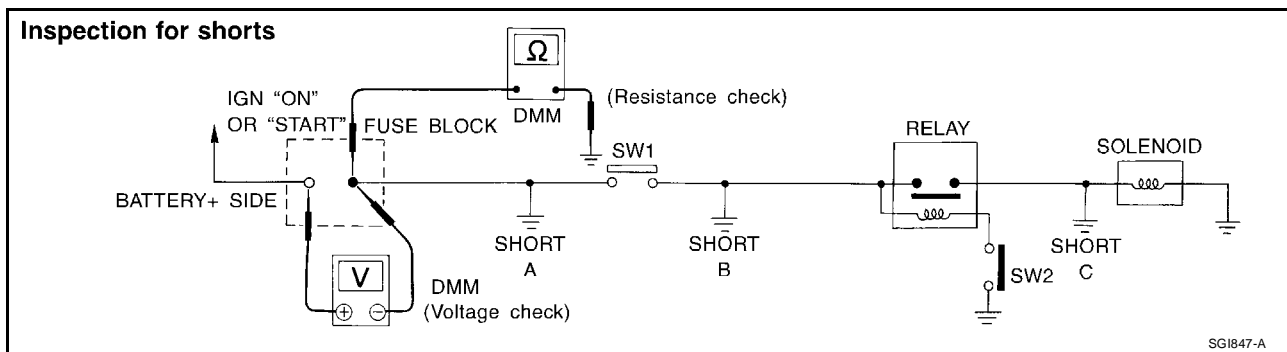 Inspection for shorts
IGN “ON”
OR “START”
FUSE BLOCK
BATTERY+ SIDE
Ω
DMM
(Resistance check)
SW1
RELAY
SOLENOID
SHORT
A
SHORT
B
SHORT
C
SW2
V
+ −
DMM
(Voltage check)
SGI847-A